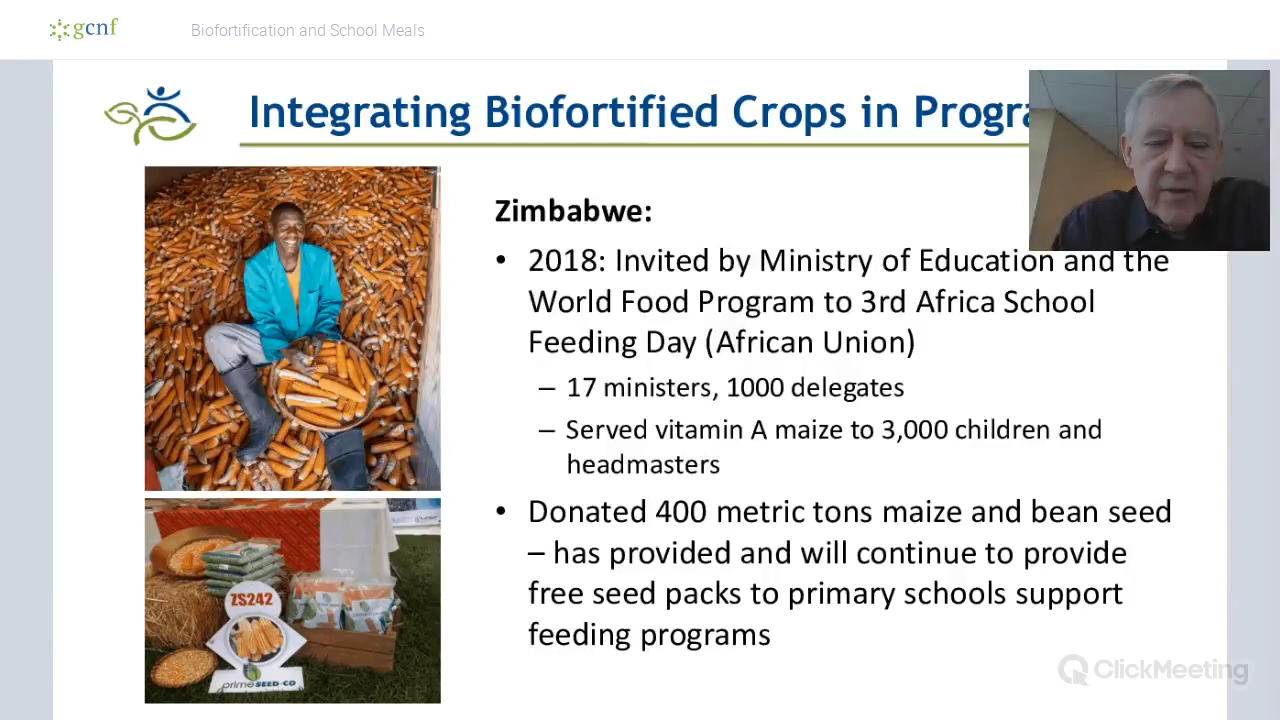 gcnf
Biofortification and School Meals
Integrating Biofortified Crops in Progra
Zimbabwe:
• 2018: Invited by Ministry of Education and the
World Food Program to 3rd Africa School
Feeding Day (African Union)
– 17 ministers, 1000 delegates
– Served vitamin A maize to 3,000 children and
headmasters
• Donated 400 metric tons maize and bean seed
– has provided and will continue to provide
free seed packs to primary schools support
feeding programs
ZS242
prime SEED·CO
ClickMeeting